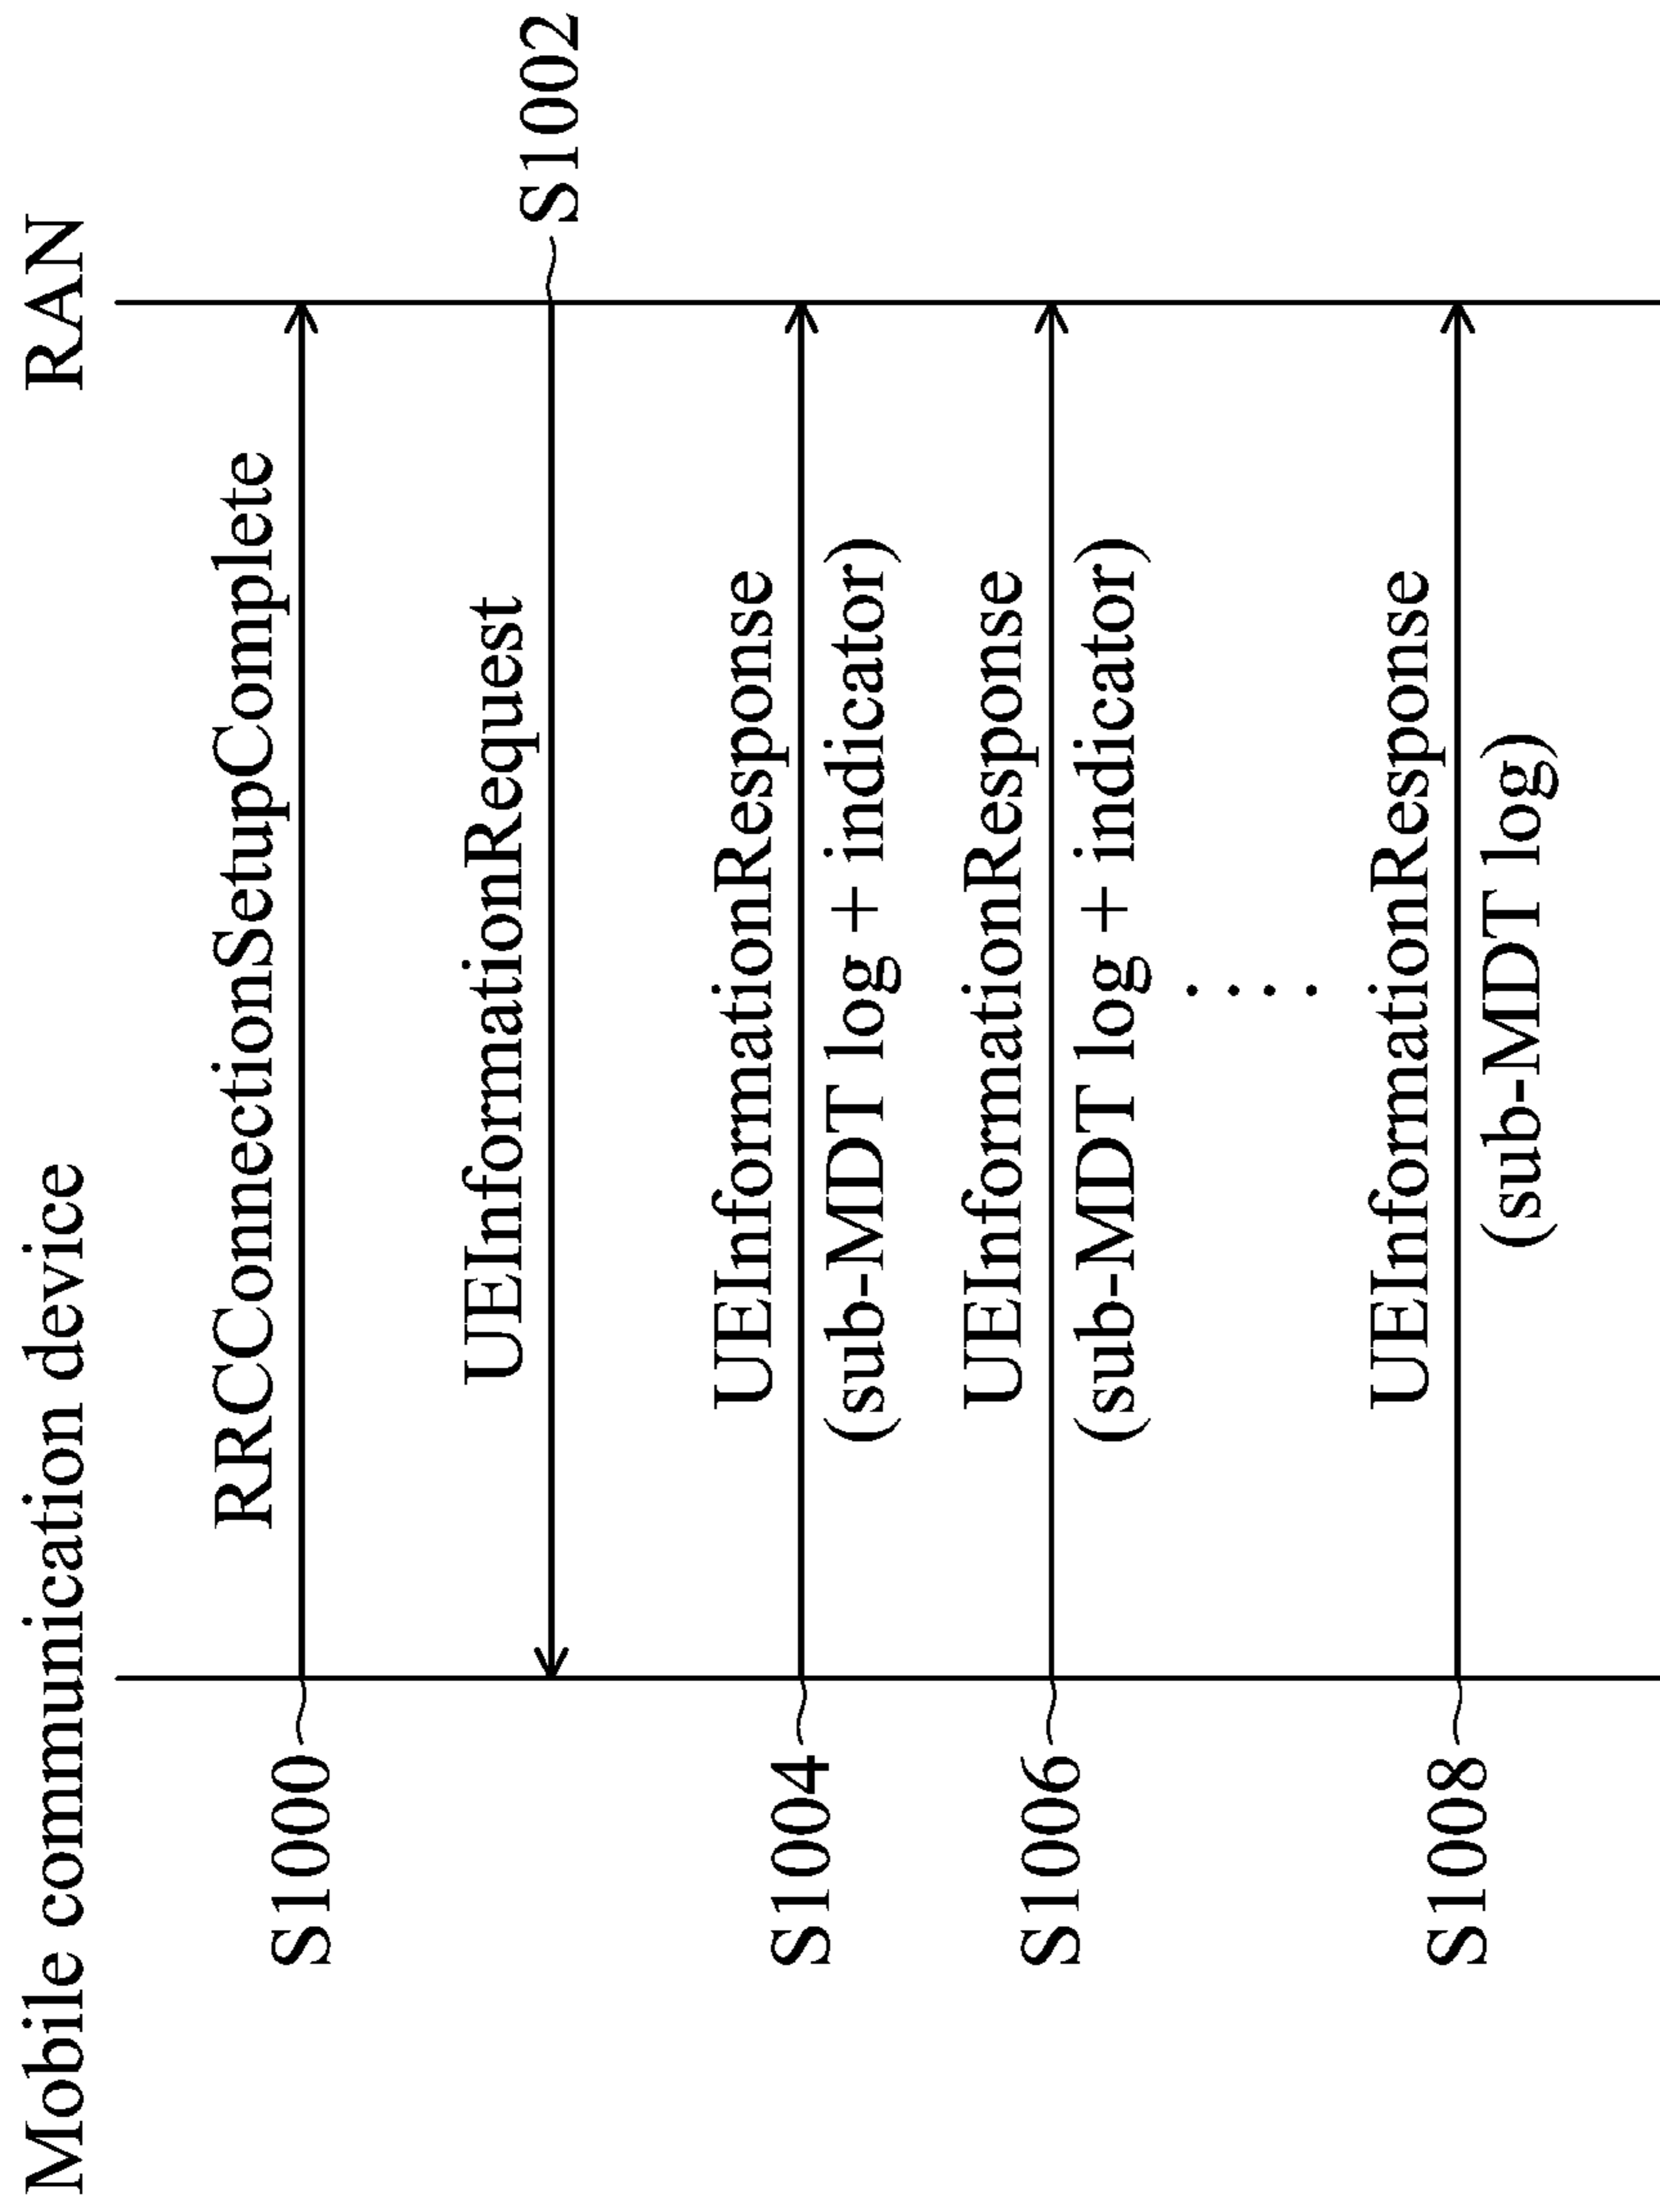 Mobile communication device
RAN
S1000
RRCConnectionSetupComplete
UEInformationRequest
S1002
S1004
UEInformationResponse
(sub-MDT log + indicator)
S1006
UEInformationResponse
(sub-MDT log + indicator)
S1008
UEInformationResponse
(sub-MDT log)